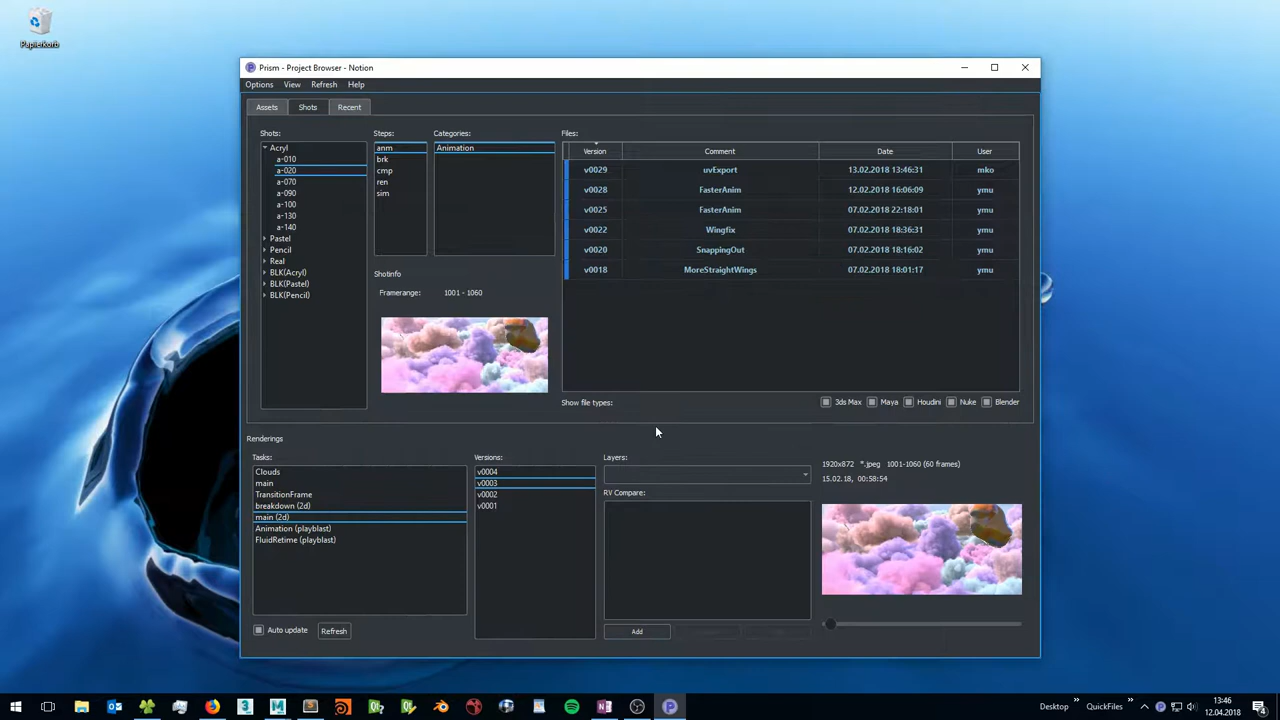 Papierkorb
Prism - Project Browser - Notion
Options View Refresh Help
Assets Shots Recent
Shots: Steps: Categories: Files:
Acryl
a-010
a-020
a-070
a-090
a-100
a-130
a-140
Pastel
Pencil
Real
BLK(Acryl)
BLK(Pastel)
BLK(Pencil)
anm
brk
cmp
ren
sim
Animation
Version Comment Date User
v0029 uvExport 13.02.2018 13:46:31 mko
v0028 FasterAnim 12.02.2018 16:06:09 ymu
v0025 FasterAnim 07.02.2018 22:18:01 ymu
v0022 Wingfix 07.02.2018 18:36:31 ymu
v0020 SnappingOut 07.02.2018 18:16:02 ymu
v0018 MoreStraightWings 07.02.2018 18:01:17 ymu
Shotinfo
Framerange: 1001 - 1060
Show file types: 3ds Max Maya Houdini Nuke Blender
Renderings
Tasks:
Clouds
main
TransitionFrame
breakdown (2d)
main (2d)
Animation (playblast)
FluidRetime (playblast)
Auto update Refresh
Versions:
v0004
v0003
v0002
v0001
Layers:
RV Compare:
Add
1920x872 *.jpeg 1001-1060 (60 frames)
15.02.18, 00:58:54
Desktop QuickFiles
13:46
12.04.2018